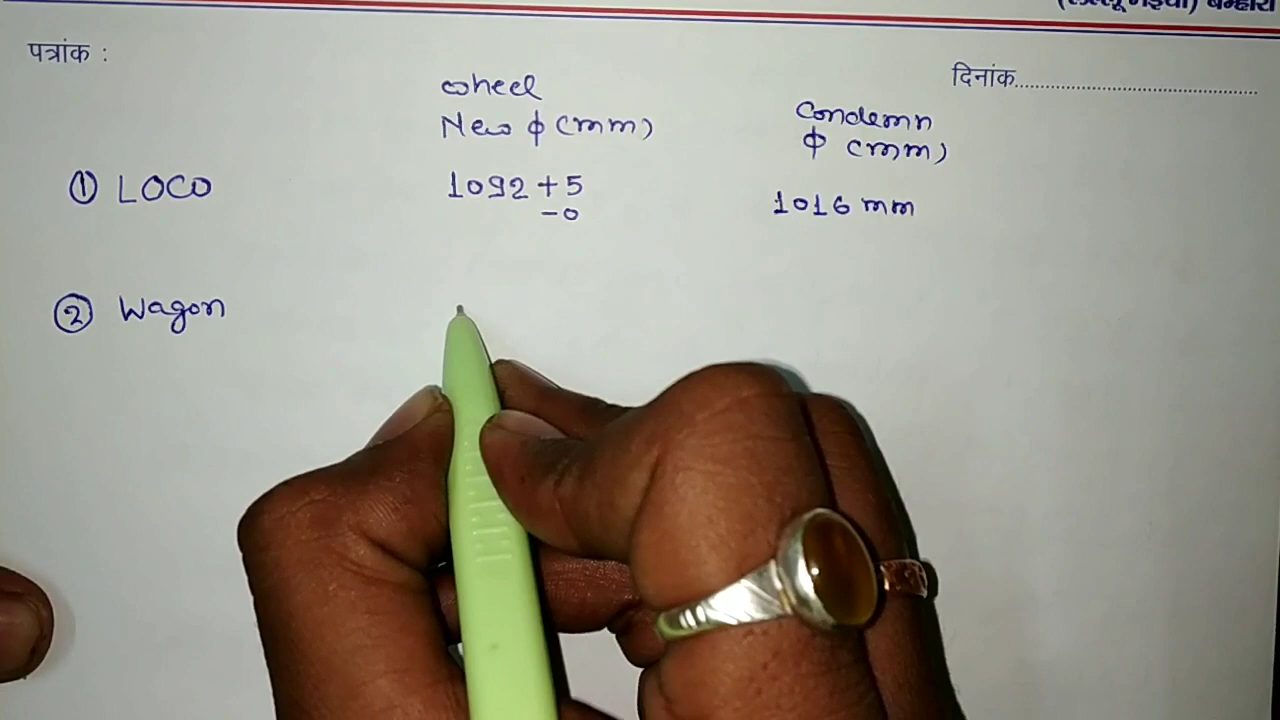 पत्रांक :
दिनांक
wheel
New ϕ (mm)
Condemn
ϕ (mm)
① LOCO 1092 + 5
- 0
1016 mm
② Wagon